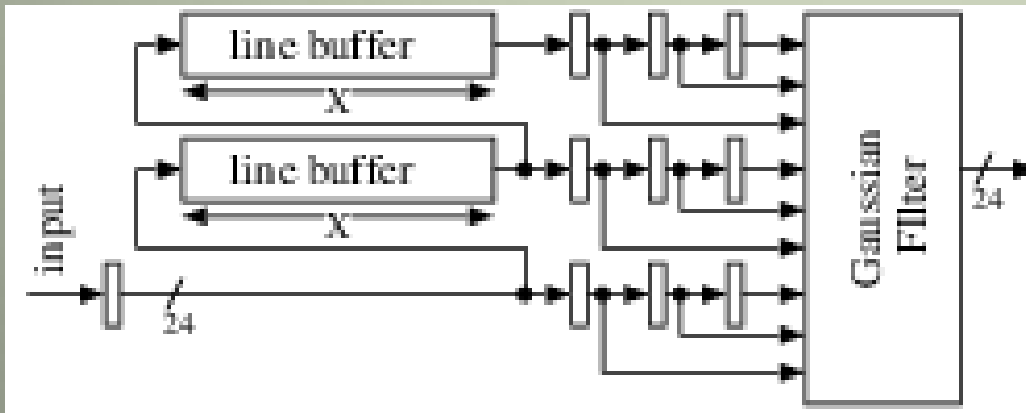 line buffer
X
line buffer
X
input
24
Gaussian
FIlter
24